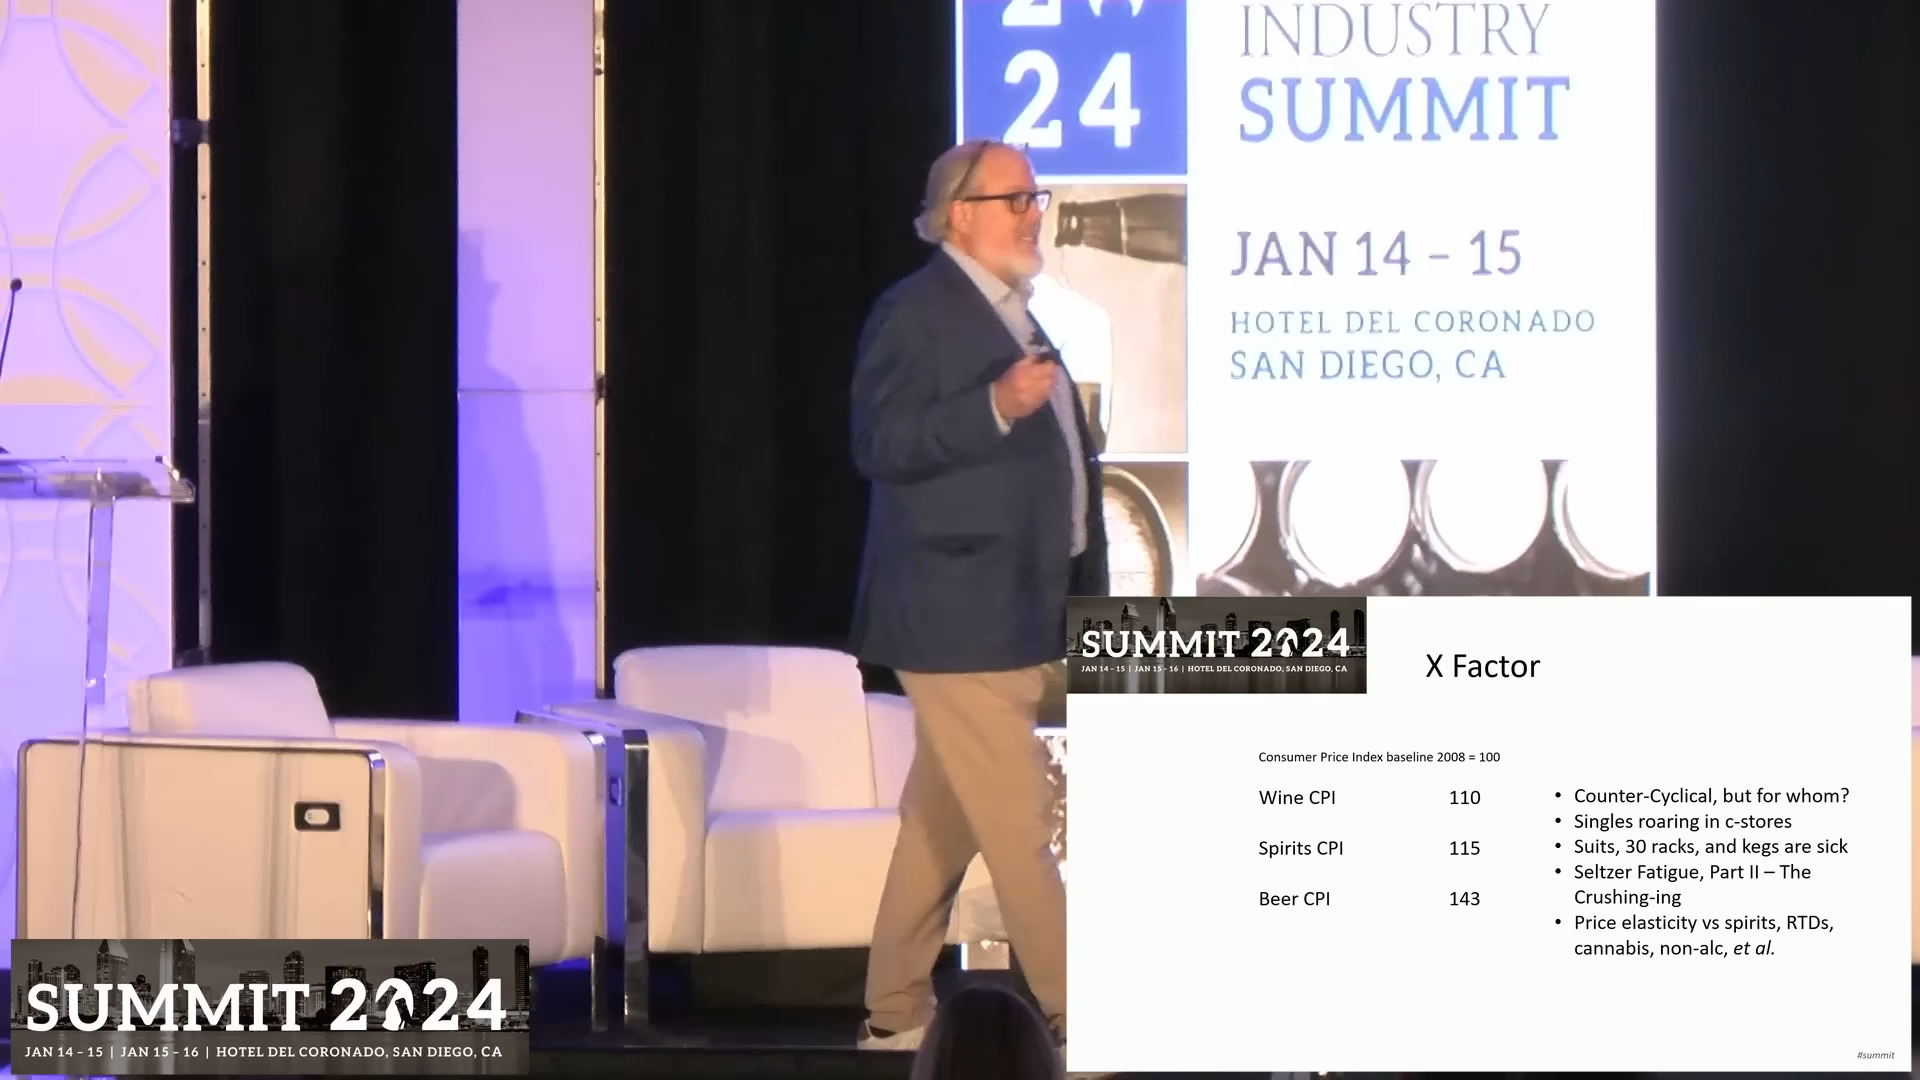 24
INDUSTRY
SUMMIT
JAN 14 – 15
HOTEL DEL CORONADO
SAN DIEGO, CA
SUMMIT 2024
JAN 14 – 15 | JAN 15 – 16 | HOTEL DEL CORONADO, SAN DIEGO, CA
X Factor
Consumer Price Index baseline 2008 = 100
Wine CPI 110
Spirits CPI 115
Beer CPI 143
• Counter-Cyclical, but for whom?
• Singles roaring in c-stores
• Suits, 30 racks, and kegs are sick
• Seltzer Fatigue, Part II – The
Crushing-ing
• Price elasticity vs spirits, RTDs,
cannabis, non-alc, et al.
#summit
SUMMIT 2024
JAN 14 – 15 | JAN 15 – 16 | HOTEL DEL CORONADO, SAN DIEGO, CA